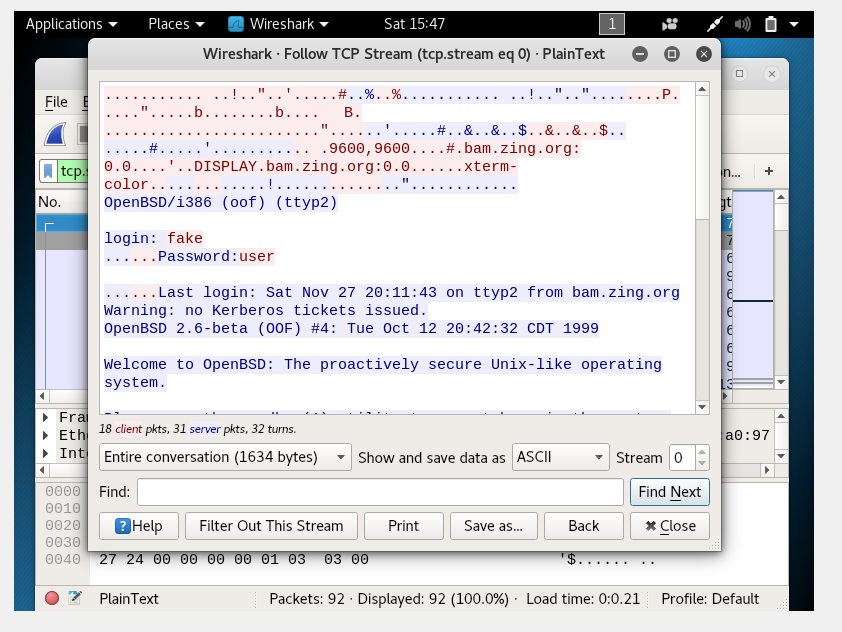 Applications Places Wireshark Sat 15:47 1
Wireshark · Follow TCP Stream (tcp.stream eq 0) · PlainText
File
tcp.s
No.
........... ..!.."..'.....#..%..%........... ..!..".."........P.
....".....b........b.... B.
........................"......'.....#..&..&..$..&..&..$..
.....#.....'........... .9600,9600....#.bam.zing.org:
0.0....'..DISPLAY.bam.zing.org:0.0......xterm-
color.............!..............."............
OpenBSD/i386 (oof) (ttyp2)
login: fake
......Password:user
......Last login: Sat Nov 27 20:11:43 on ttyp2 from bam.zing.org
Warning: no Kerberos tickets issued.
OpenBSD 2.6-beta (OOF) #4: Tue Oct 12 20:42:32 CDT 1999
Welcome to OpenBSD: The proactively secure Unix-like operating
system.
18 client pkts, 31 server pkts, 32 turns.
Entire conversation (1634 bytes) Show and save data as ASCII Stream 0
Find: Find Next
?Help Filter Out This Stream Print Save as... Back Close
Fram
Eth :a0:97
Int
0000
0010
0020
0030
0040 27 24 00 00 00 00 01 03 03 00 '$...... ..
PlainText Packets: 92 · Displayed: 92 (100.0%) · Load time: 0:0.21 Profile: Default